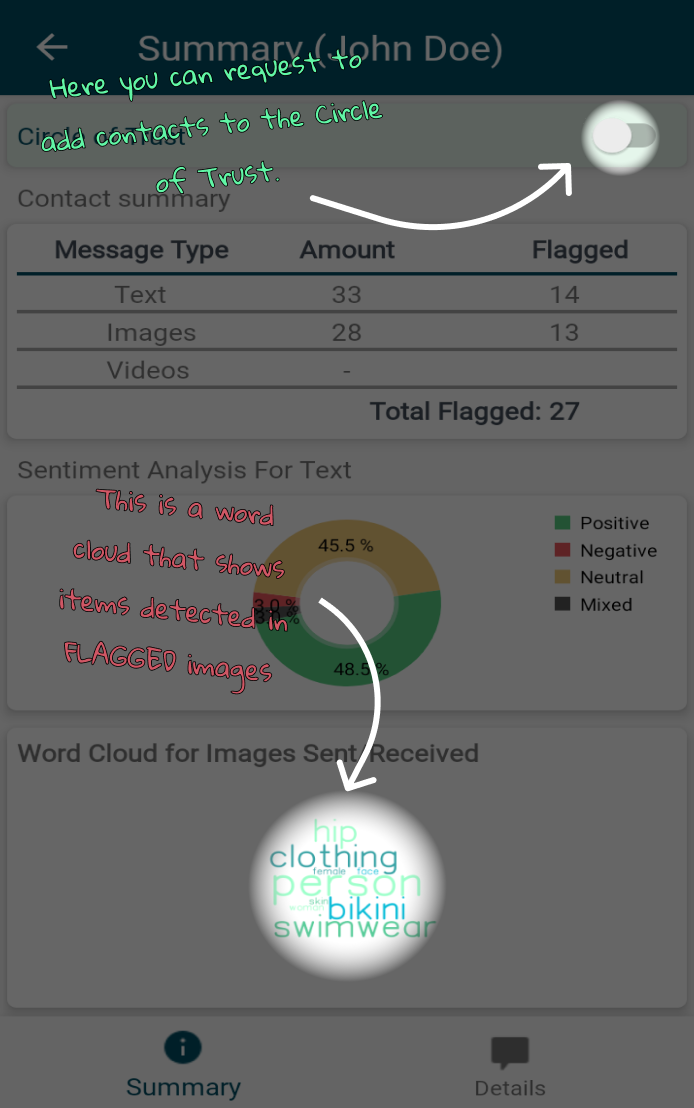 Summary (John Doe)
Here you can request to
add contacts to the Circle
of Trust.
Circle of Trust
Contact summary
Message Type Amount Flagged
Text 33 14
Images 28 13
Videos -
Total Flagged: 27
Sentiment Analysis For Text
This is a word
cloud that shows
items detected in
FLAGGED images
45.5 %
3.0 %
3.0 %
48.5 %
Positive
Negative
Neutral
Mixed
Word Cloud for Images Sent/Received
hip
clothing
female face
person
skin
woman
bikini
swimwear
Summary Details